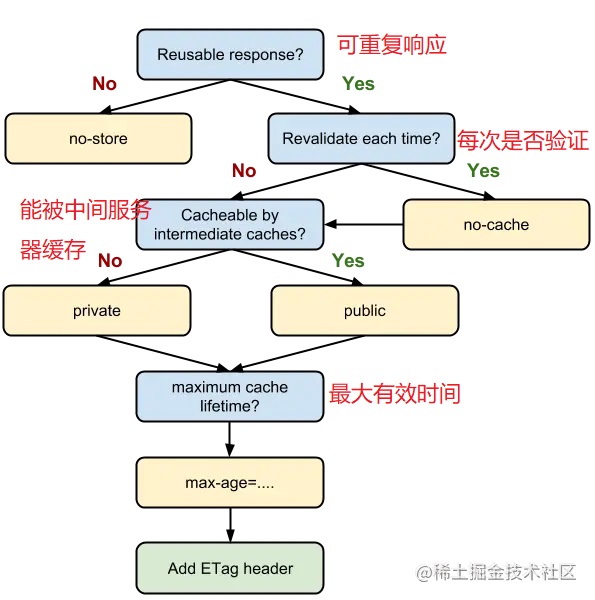 Reusable response?
可重复响应
No
Yes
no-store
Revalidate each time?
每次是否验证
No
Yes
能被中间服务
器缓存
Cacheable by
intermediate caches?
no-cache
No
Yes
private
public
maximum cache
lifetime?
最大有效时间
max-age=....
Add ETag header
@稀土掘金技术社区